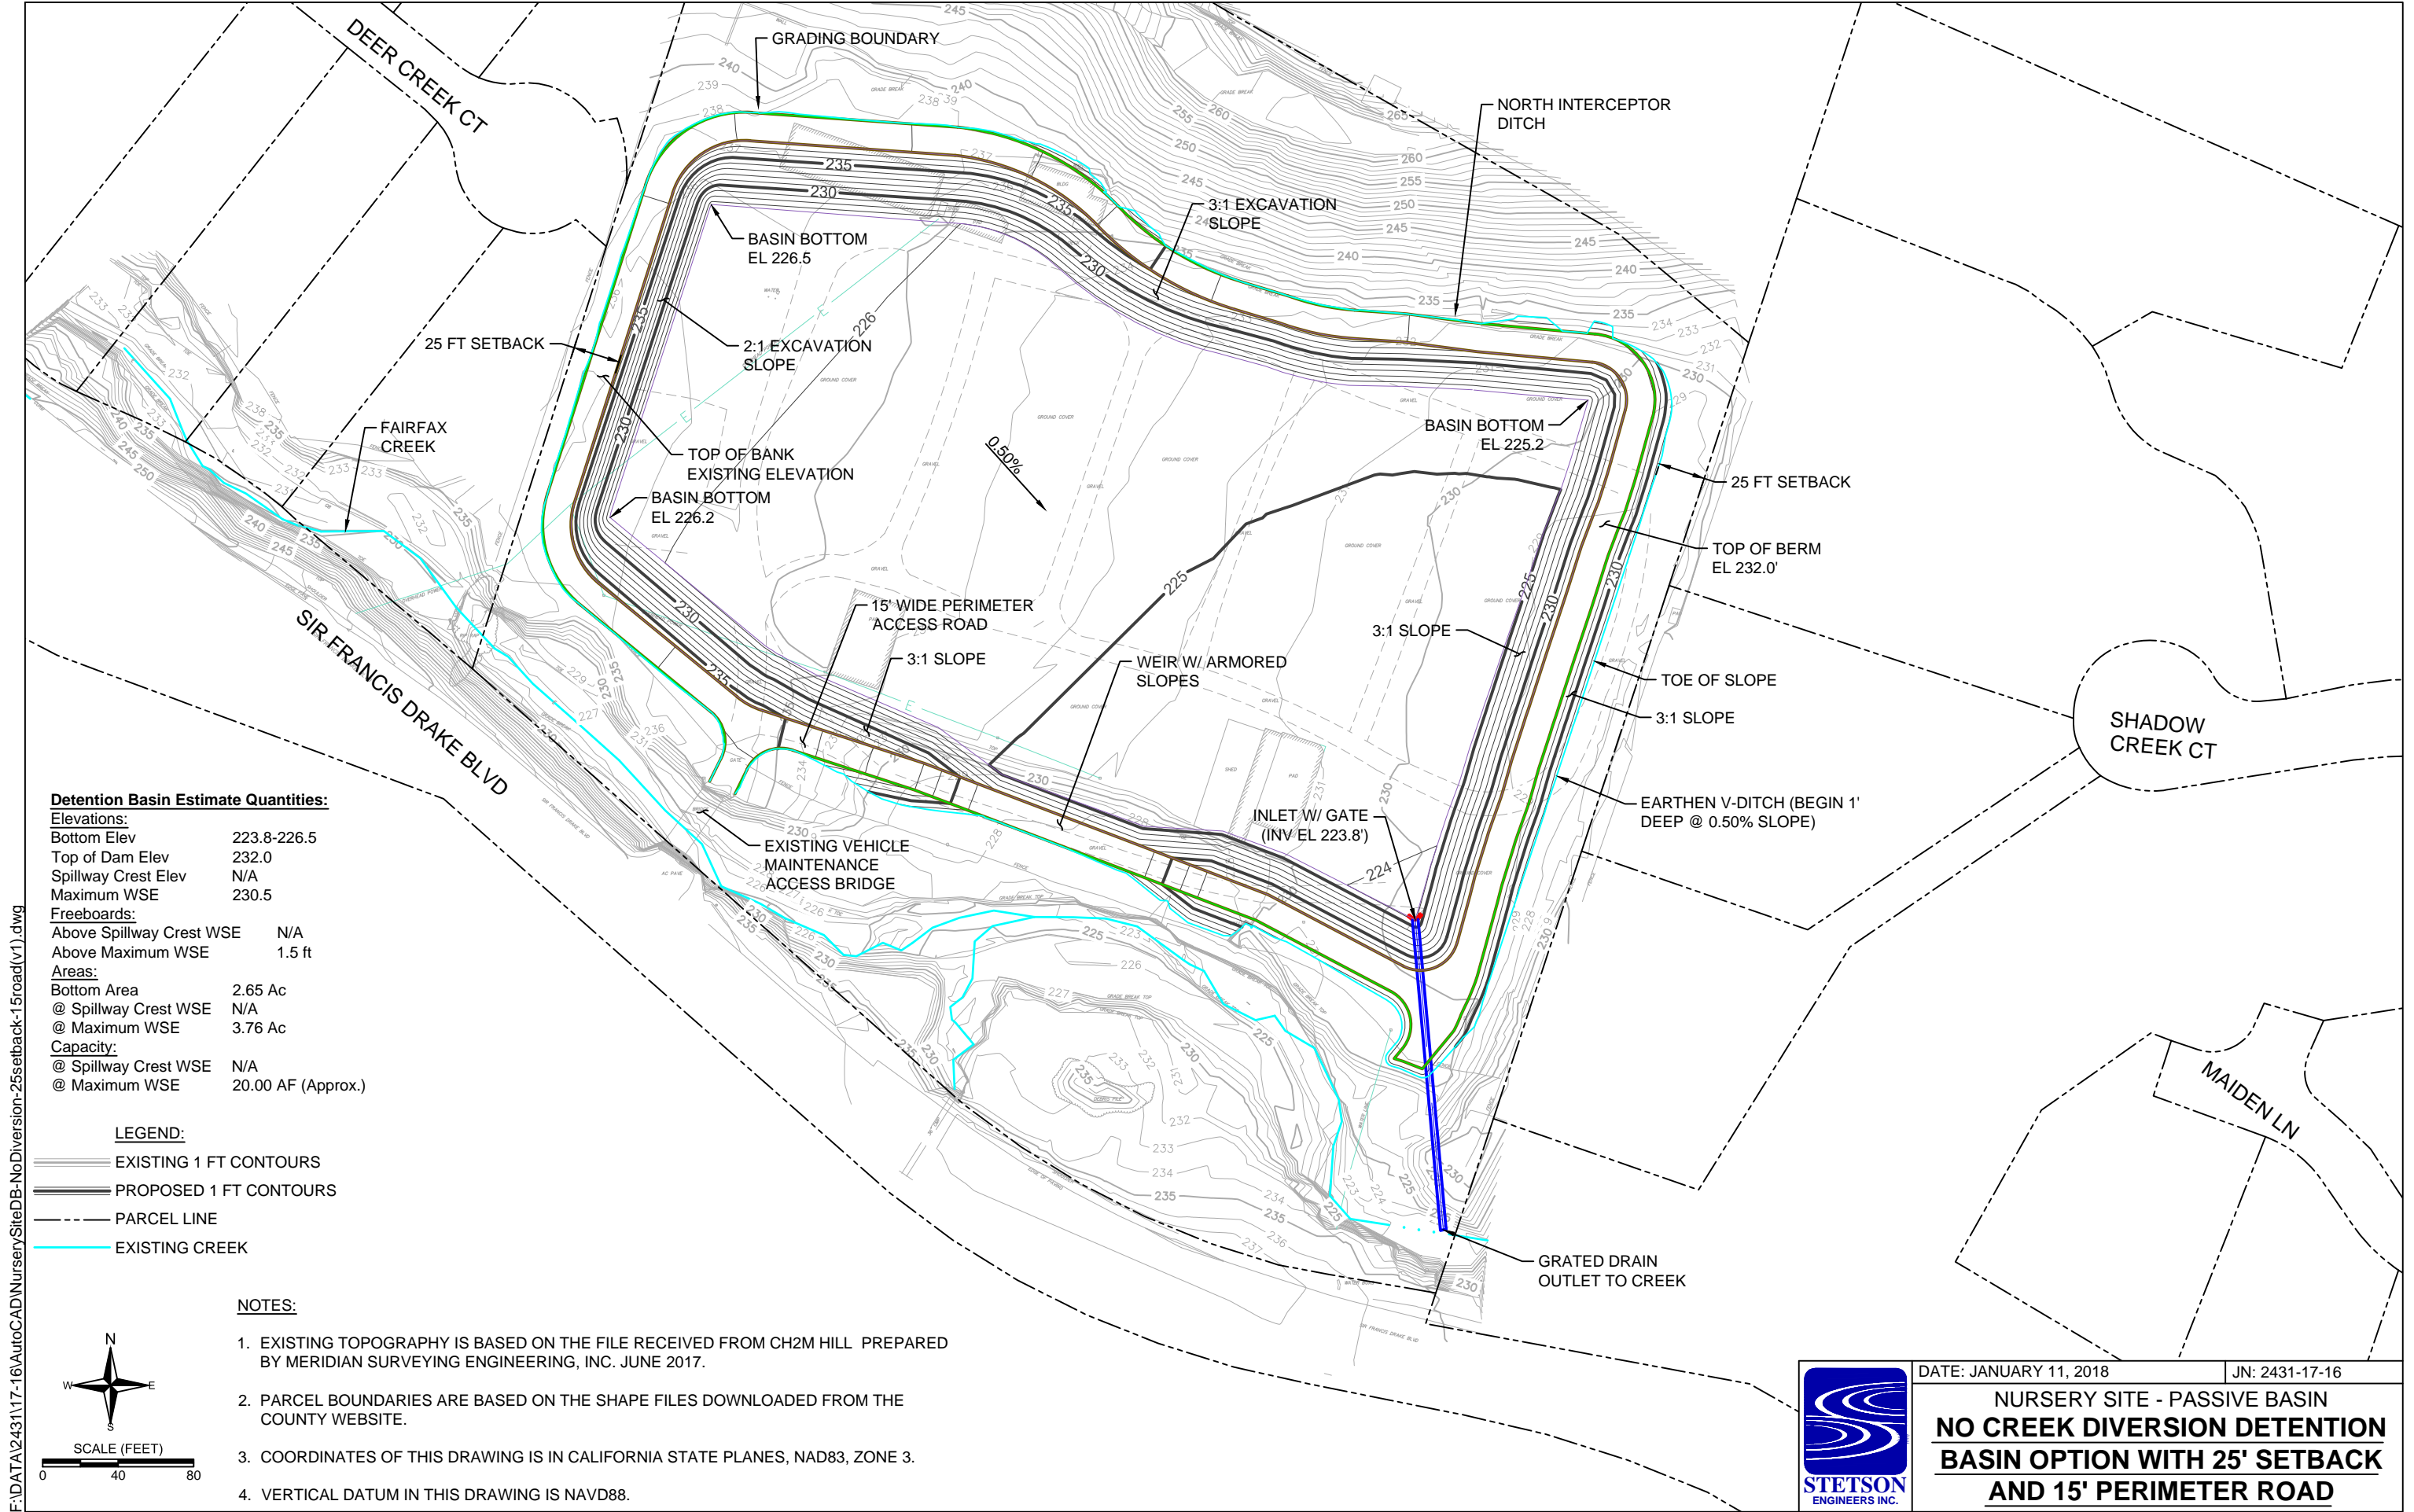 DEER CREEK CT
GRADING BOUNDARY
NORTH INTERCEPTOR
DITCH
3:1 EXCAVATION
SLOPE
BASIN BOTTOM
EL 226.5
25 FT SETBACK
2:1 EXCAVATION
SLOPE
FAIRFAX
CREEK
TOP OF BANK
EXISTING ELEVATION
BASIN BOTTOM
EL 226.2
0.50%
BASIN BOTTOM
EL 225.2
25 FT SETBACK
TOP OF BERM
EL 232.0'
SIR FRANCIS DRAKE BLVD
15' WIDE PERIMETER
ACCESS ROAD
3:1 SLOPE
WEIR W/ ARMORED
SLOPES
3:1 SLOPE
TOE OF SLOPE
3:1 SLOPE
SHADOW
CREEK CT
EARTHEN V-DITCH (BEGIN 1'
DEEP @ 0.50% SLOPE)
INLET W/ GATE
(INV EL 223.8')
EXISTING VEHICLE
MAINTENANCE
ACCESS BRIDGE
235
230
226
225
224
MAIDEN LN
GRATED DRAIN
OUTLET TO CREEK
Detention Basin Estimate Quantities:
Elevations:
Bottom Elev 223.8-226.5
Top of Dam Elev 232.0
Spillway Crest Elev N/A
Maximum WSE 230.5
Freeboards:
Above Spillway Crest WSE N/A
Above Maximum WSE 1.5 ft
Areas:
Bottom Area 2.65 Ac
@ Spillway Crest WSE N/A
@ Maximum WSE 3.76 Ac
Capacity:
@ Spillway Crest WSE N/A
@ Maximum WSE 20.00 AF (Approx.)
LEGEND:
EXISTING 1 FT CONTOURS
PROPOSED 1 FT CONTOURS
PARCEL LINE
EXISTING CREEK
N
W E
S
SCALE (FEET)
0 40 80
NOTES:
1. EXISTING TOPOGRAPHY IS BASED ON THE FILE RECEIVED FROM CH2M HILL PREPARED
BY MERIDIAN SURVEYING ENGINEERING, INC. JUNE 2017.
2. PARCEL BOUNDARIES ARE BASED ON THE SHAPE FILES DOWNLOADED FROM THE
COUNTY WEBSITE.
3. COORDINATES OF THIS DRAWING IS IN CALIFORNIA STATE PLANES, NAD83, ZONE 3.
4. VERTICAL DATUM IN THIS DRAWING IS NAVD88.
F:\DATA\2431\17-16\AutoCAD\NurserySiteDB-NoDiversion-25setback-15road(v1).dwg
STETSON
ENGINEERS INC.
DATE: JANUARY 11, 2018 JN: 2431-17-16
NURSERY SITE - PASSIVE BASIN
NO CREEK DIVERSION DETENTION
BASIN OPTION WITH 25' SETBACK
AND 15' PERIMETER ROAD